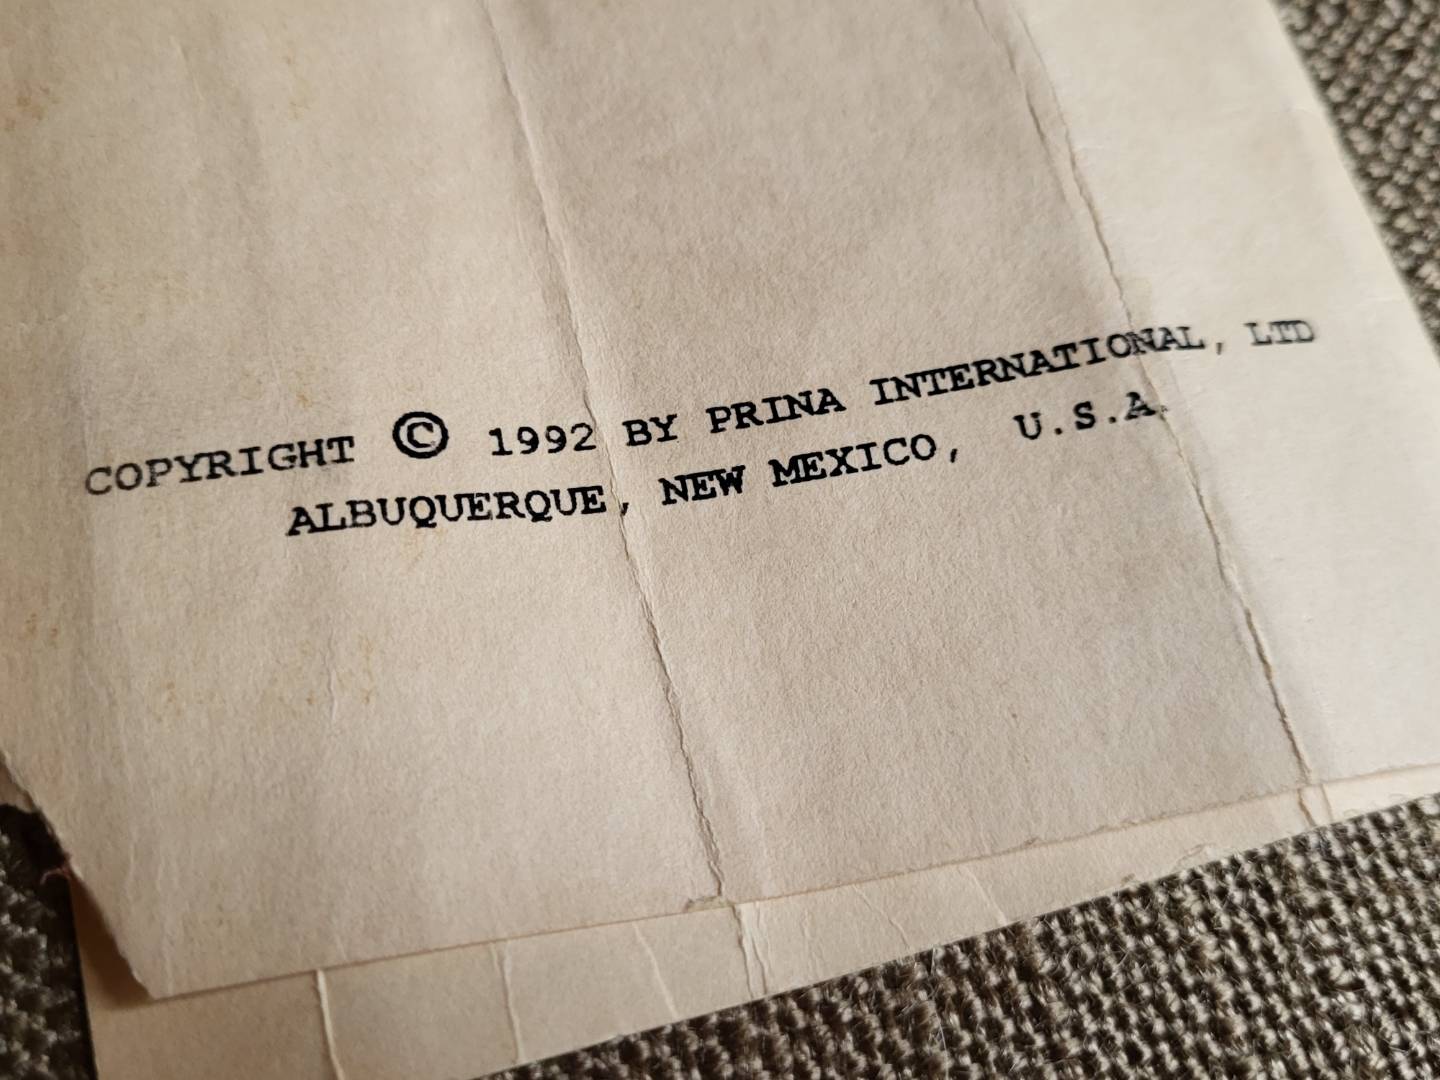 COPYRIGHT © 1992 BY PRINA INTERNATIONAL, LTD
ALBUQUERQUE, NEW MEXICO, U.S.A.